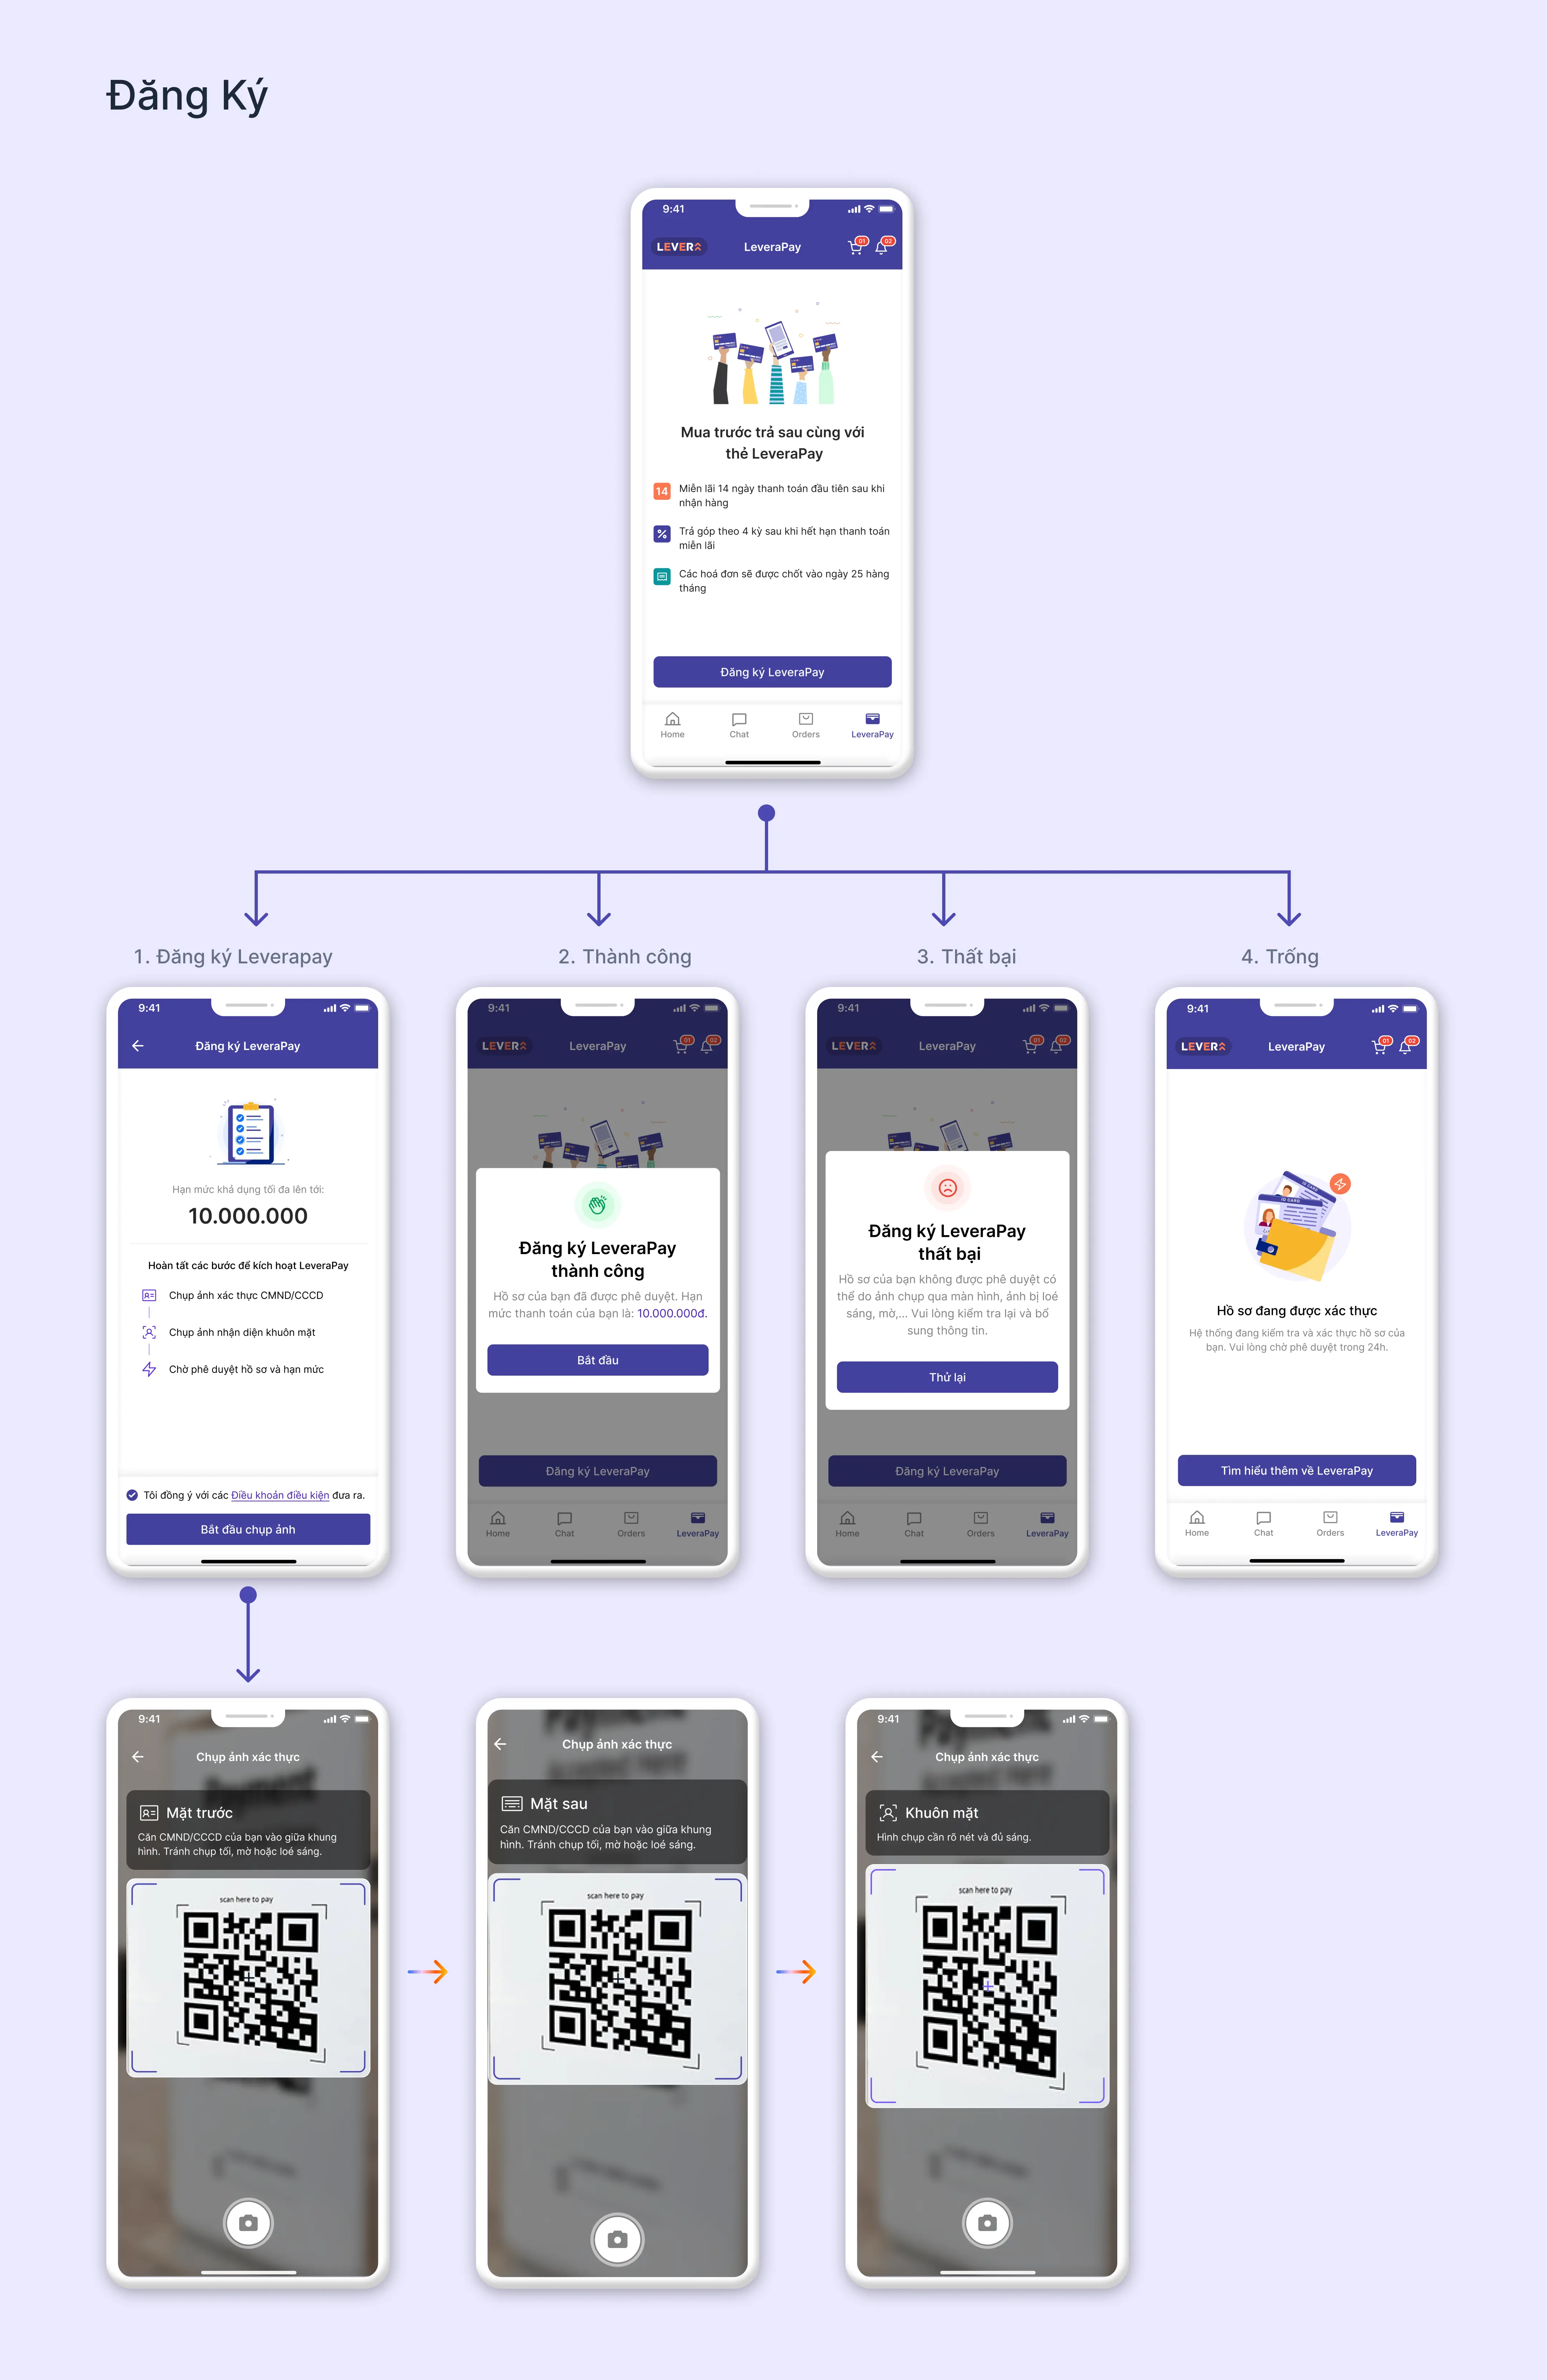 Đăng Ký
9:41
LEVERA
LeveraPay
01
02
Mua trước trả sau cùng với
thẻ LeveraPay
14
Miễn lãi 14 ngày thanh toán đầu tiên sau khi
nhận hàng
%
Trả góp theo 4 kỳ sau khi hết hạn thanh toán
miễn lãi
Các hoá đơn sẽ được chốt vào ngày 25 hàng
tháng
Đăng ký LeveraPay
Home
Chat
Orders
LeveraPay
1. Đăng ký Leverapay
9:41
Đăng ký LeveraPay
Hạn mức khả dụng tối đa lên tới:
10.000.000
Hoàn tất các bước để kích hoạt LeveraPay
Chụp ảnh xác thực CMND/CCCD
Chụp ảnh nhận diện khuôn mặt
Chờ phê duyệt hồ sơ và hạn mức
Tôi đồng ý với các Điều khoản điều kiện đưa ra.
Bắt đầu chụp ảnh
2. Thành công
9:41
LEVERA
LeveraPay
01
02
Đăng ký LeveraPay
thành công
Hồ sơ của bạn đã được phê duyệt. Hạn
mức thanh toán của bạn là: 10.000.000đ.
Bắt đầu
Đăng ký LeveraPay
Home
Chat
Orders
LeveraPay
3. Thất bại
9:41
LEVERA
LeveraPay
01
02
Đăng ký LeveraPay
thất bại
Hồ sơ của bạn không được phê duyệt có
thể do ảnh chụp qua màn hình, ảnh bị loé
sáng, mờ,... Vui lòng kiểm tra lại và bổ
sung thông tin.
Thử lại
Đăng ký LeveraPay
Home
Chat
Orders
LeveraPay
4. Trống
9:41
LEVERA
LeveraPay
01
02
ID CARD
ID CARD
Hồ sơ đang được xác thực
Hệ thống đang kiểm tra và xác thực hồ sơ của
bạn. Vui lòng chờ phê duyệt trong 24h.
Tìm hiểu thêm về LeveraPay
Home
Chat
Orders
LeveraPay
9:41
Chụp ảnh xác thực
Payment
Mặt trước
Căn CMND/CCCD của bạn vào giữa khung
hình. Tránh chụp tối, mờ hoặc loé sáng.
scan here to pay
Payment
Chụp ảnh xác thực
accepted here
Mặt sau
Căn CMND/CCCD của bạn vào giữa khung
hình. Tránh chụp tối, mờ hoặc loé sáng.
scan here to pay
9:41
Payment
Chụp ảnh xác thực
accepted here
Khuôn mặt
Hình chụp cần rõ nét và đủ sáng.
scan here to pay